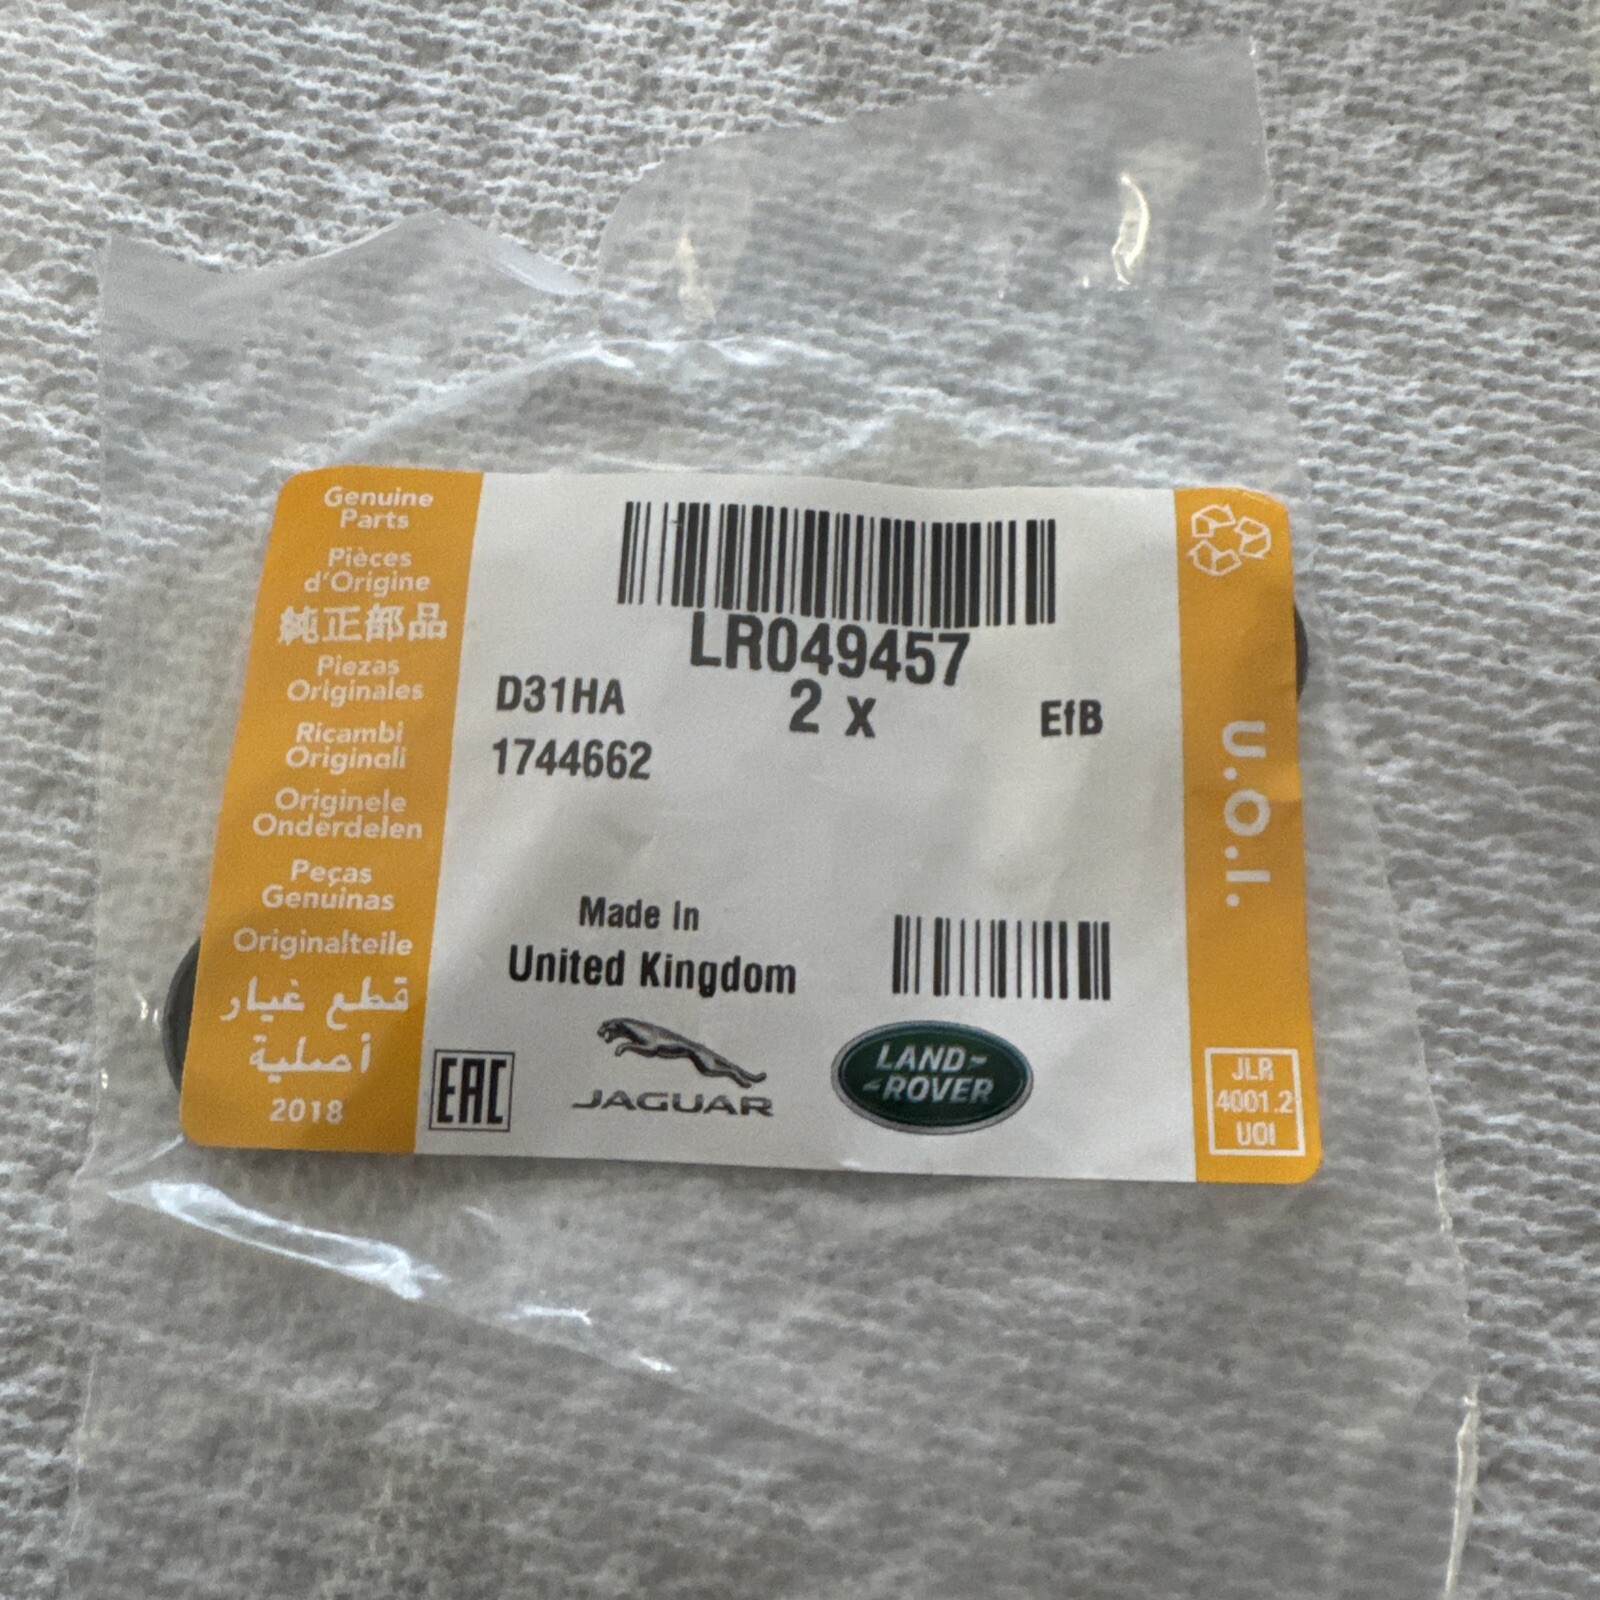 Genuine
Parts
Pièces
d'Origine
純正部品
Piezas
Originales
Ricambi
Originali
Originele
Onderdelen
Peças
Genuinas
Originalteile
قطع غيار
أصلية
2018
LR049457
D31HA
2 x
EfB
1744662
Made In
United Kingdom
EAC
JAGUAR
LAND-
-ROVER
U.O.I.
JLR
4001.2
UOI